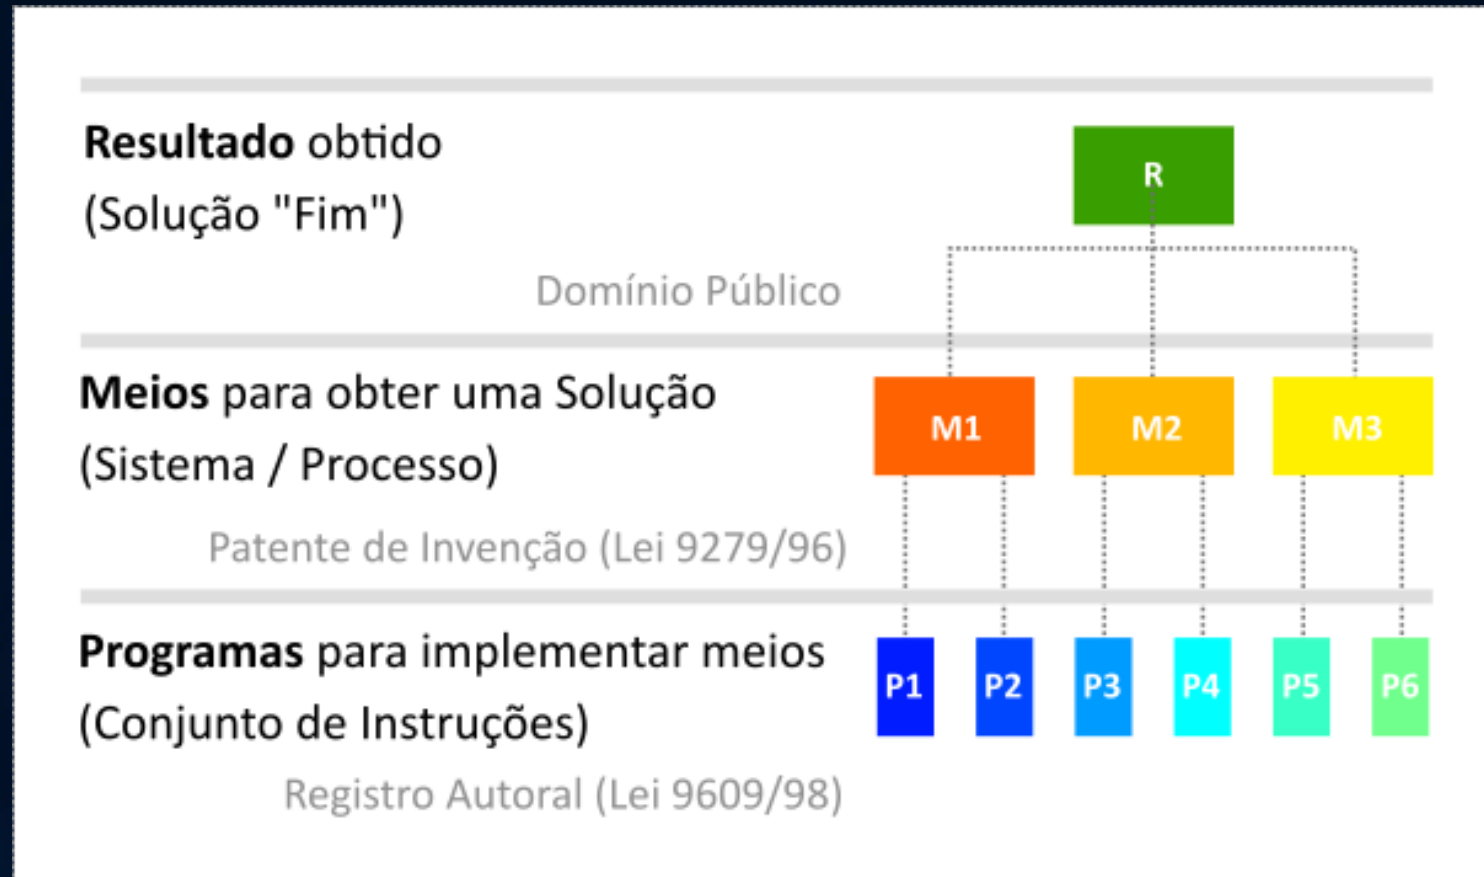 Resultado obtido
(Solução "Fim")
Domínio Público
R
Meios para obter uma Solução
(Sistema / Processo)
Patente de Invenção (Lei 9279/96)
M1 M2 M3
Programas para implementar meios
(Conjunto de Instruções)
Registro Autoral (Lei 9609/98)
P1 P2 P3 P4 P5 P6